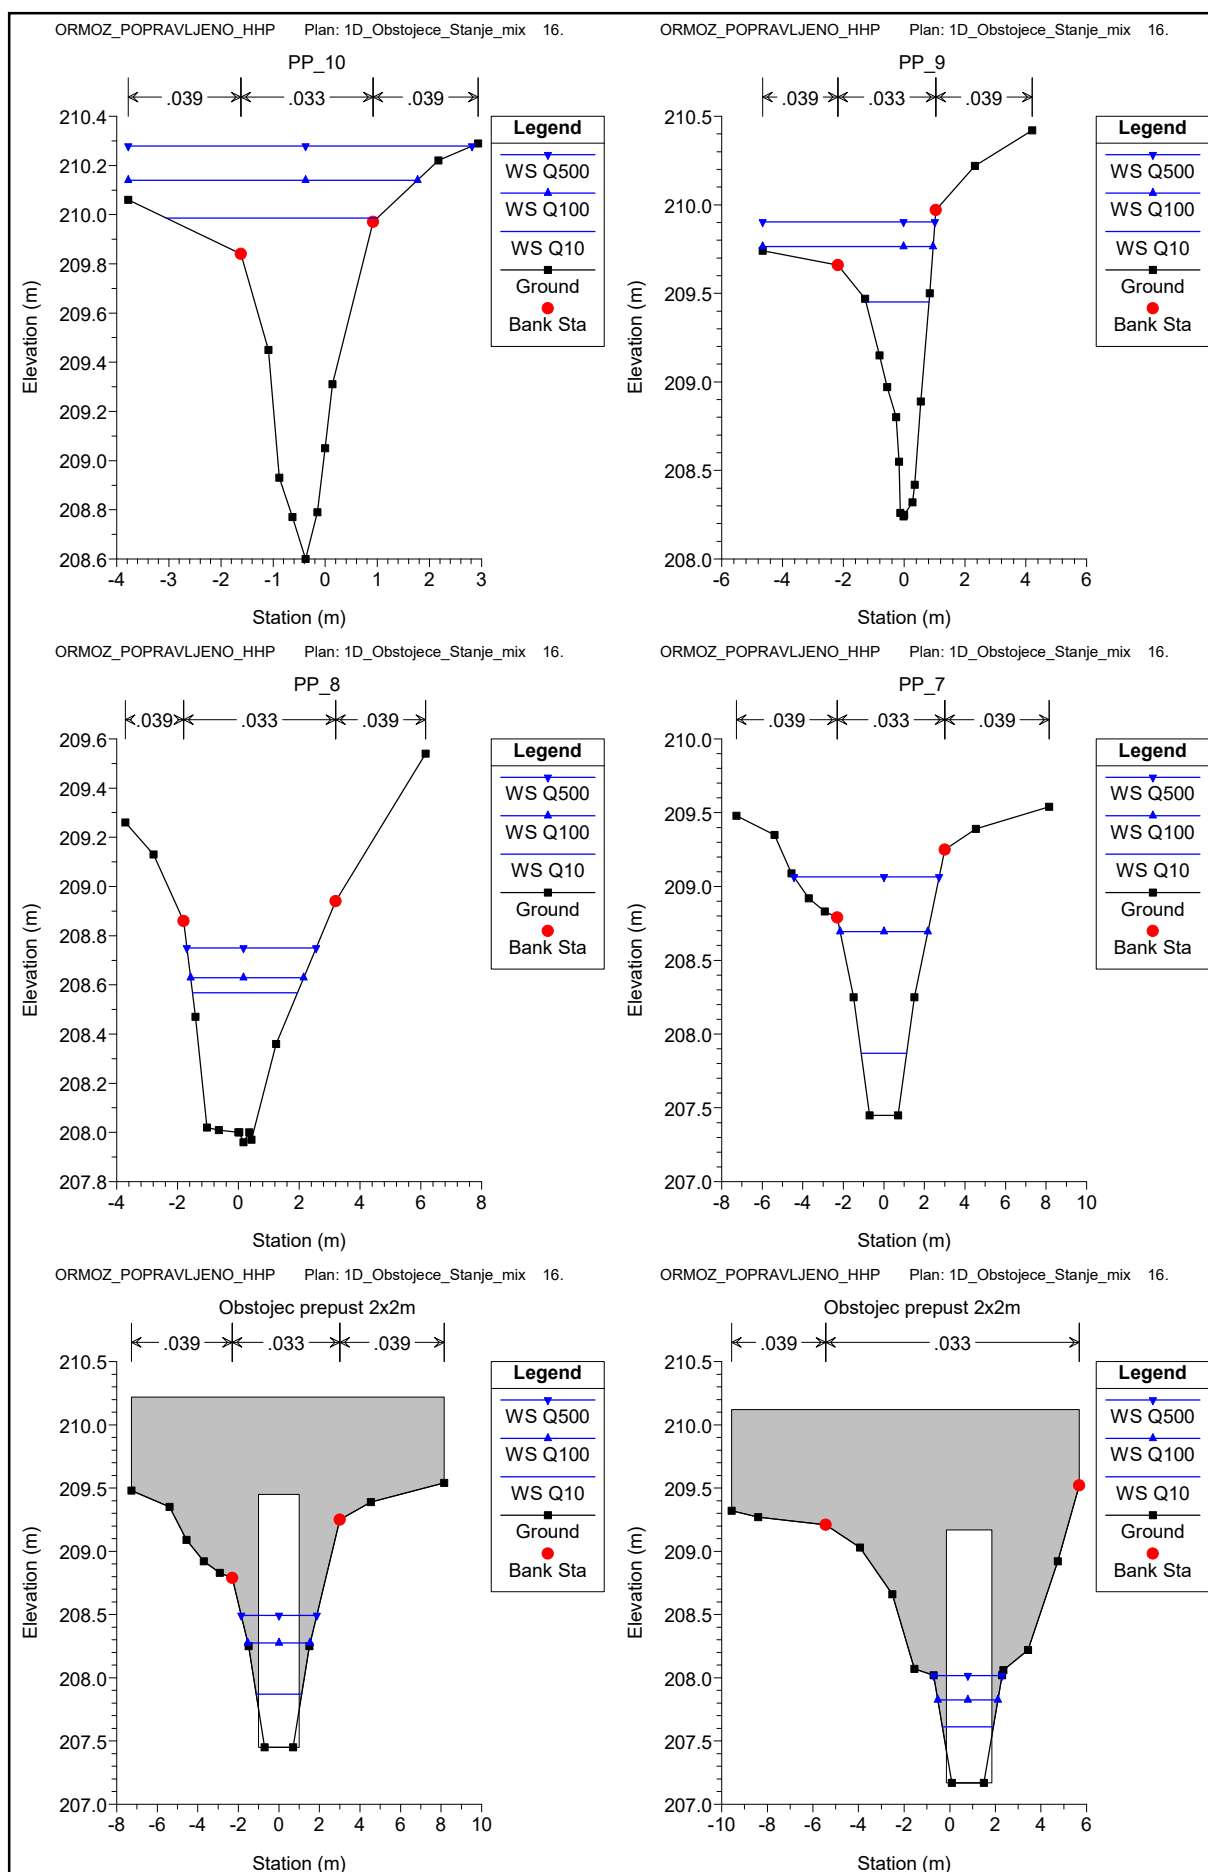 ORMOZ_POPRAVLJENO_HHP Plan: 1D_Obstojece_Stanje_mix 16.
PP_10
.039 .033 .039
210.4
210.2
210.0
209.8
209.6
209.4
209.2
209.0
208.8
208.6
-4 -3 -2 -1 0 1 2 3
Station (m)
Elevation (m)
Legend
WS Q500
WS Q100
WS Q10
Ground
Bank Sta
ORMOZ_POPRAVLJENO_HHP Plan: 1D_Obstojece_Stanje_mix 16.
PP_9
.039 .033 .039
210.5
210.0
209.5
209.0
208.5
208.0
-6 -4 -2 0 2 4 6
Station (m)
Elevation (m)
Legend
WS Q500
WS Q100
WS Q10
Ground
Bank Sta
ORMOZ_POPRAVLJENO_HHP Plan: 1D_Obstojece_Stanje_mix 16.
PP_8
.039 .033 .039
209.6
209.4
209.2
209.0
208.8
208.6
208.4
208.2
208.0
207.8
-4 -2 0 2 4 6 8
Station (m)
Elevation (m)
Legend
WS Q500
WS Q100
WS Q10
Ground
Bank Sta
ORMOZ_POPRAVLJENO_HHP Plan: 1D_Obstojece_Stanje_mix 16.
PP_7
.039 .033 .039
210.0
209.5
209.0
208.5
208.0
207.5
207.0
-8 -6 -4 -2 0 2 4 6 8 10
Station (m)
Elevation (m)
Legend
WS Q500
WS Q100
WS Q10
Ground
Bank Sta
ORMOZ_POPRAVLJENO_HHP Plan: 1D_Obstojece_Stanje_mix 16.
Obstojec prepust 2x2m
.039 .033 .039
210.5
210.0
209.5
209.0
208.5
208.0
207.5
207.0
-8 -6 -4 -2 0 2 4 6 8 10
Station (m)
Elevation (m)
Legend
WS Q500
WS Q100
WS Q10
Ground
Bank Sta
ORMOZ_POPRAVLJENO_HHP Plan: 1D_Obstojece_Stanje_mix 16.
Obstojec prepust 2x2m
.039 .033
210.5
210.0
209.5
209.0
208.5
208.0
207.5
207.0
-10 -8 -6 -4 -2 0 2 4 6
Station (m)
Elevation (m)
Legend
WS Q500
WS Q100
WS Q10
Ground
Bank Sta